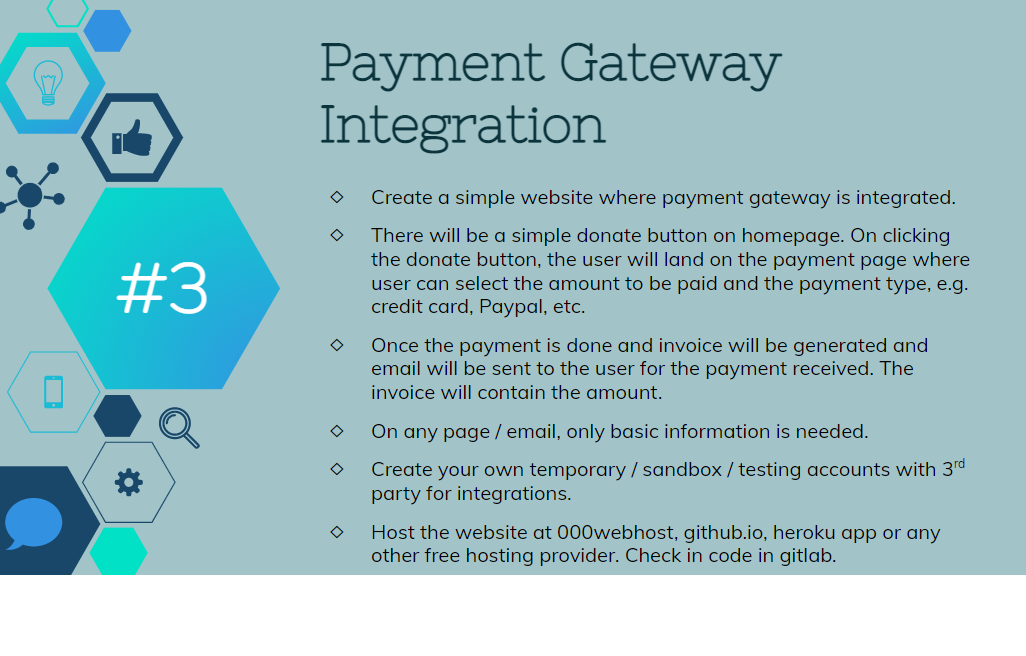 Payment Gateway
Integration
#3
Create a simple website where payment gateway is integrated.
There will be a simple donate button on homepage. On clicking
the donate button, the user will land on the payment page where
user can select the amount to be paid and the payment type, e.g.
credit card, Paypal, etc.
Once the payment is done and invoice will be generated and
email will be sent to the user for the payment received. The
invoice will contain the amount.
On any page / email, only basic information is needed.
Create your own temporary / sandbox / testing accounts with 3rd
party for integrations.
Host the website at 000webhost, github.io, heroku app or any
other free hosting provider. Check in code in gitlab.